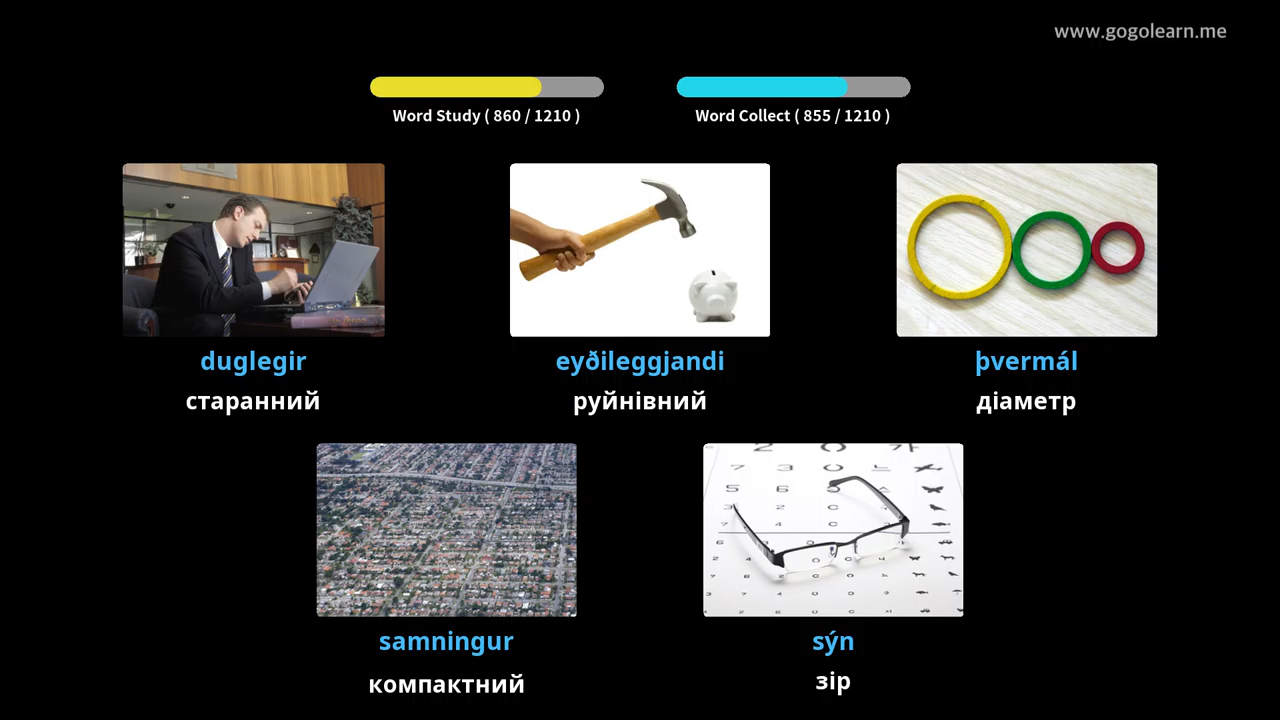 www.gogolearn.me
Word Study ( 860 / 1210 )
Word Collect ( 855 / 1210 )
duglegir
eyðileggjandi
þvermál
старанний
руйнівний
діаметр
samningur
sýn
компактний
зір